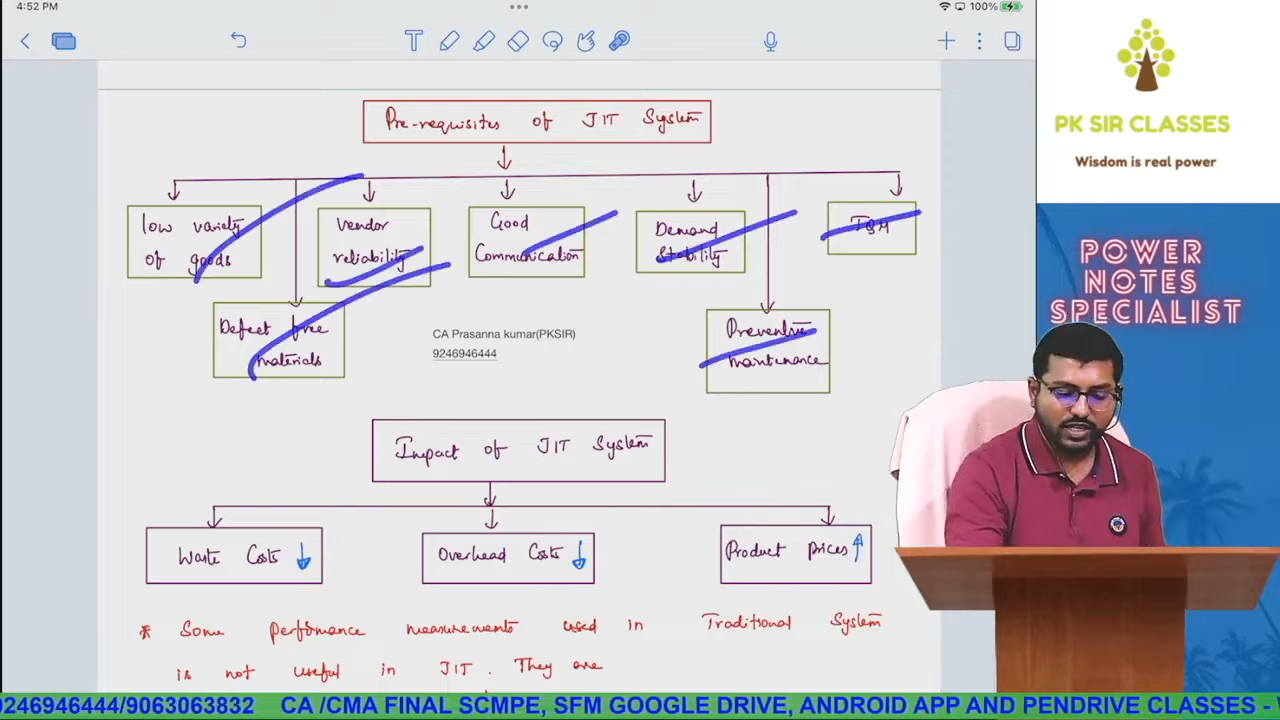 4:52 PM
100%
Pre-requisites of JIT System
low variety of goods
Vendor reliability
Good Communication
Demand Stability
TQM
Defect free materials
Preventive maintenance
CA Prasanna kumar(PKSIR)
9246946444
Impact of JIT System
Waste Costs ↓
Overhead Costs ↓
Product prices ↑
* Some performance measurements used in Traditional System
is not useful in JIT. They are
PK SIR CLASSES
Wisdom is real power
POWER
NOTES
SPECIALIST
9246946444/9063063832 CA /CMA FINAL SCMPE, SFM GOOGLE DRIVE, ANDROID APP AND PENDRIVE CLASSES -